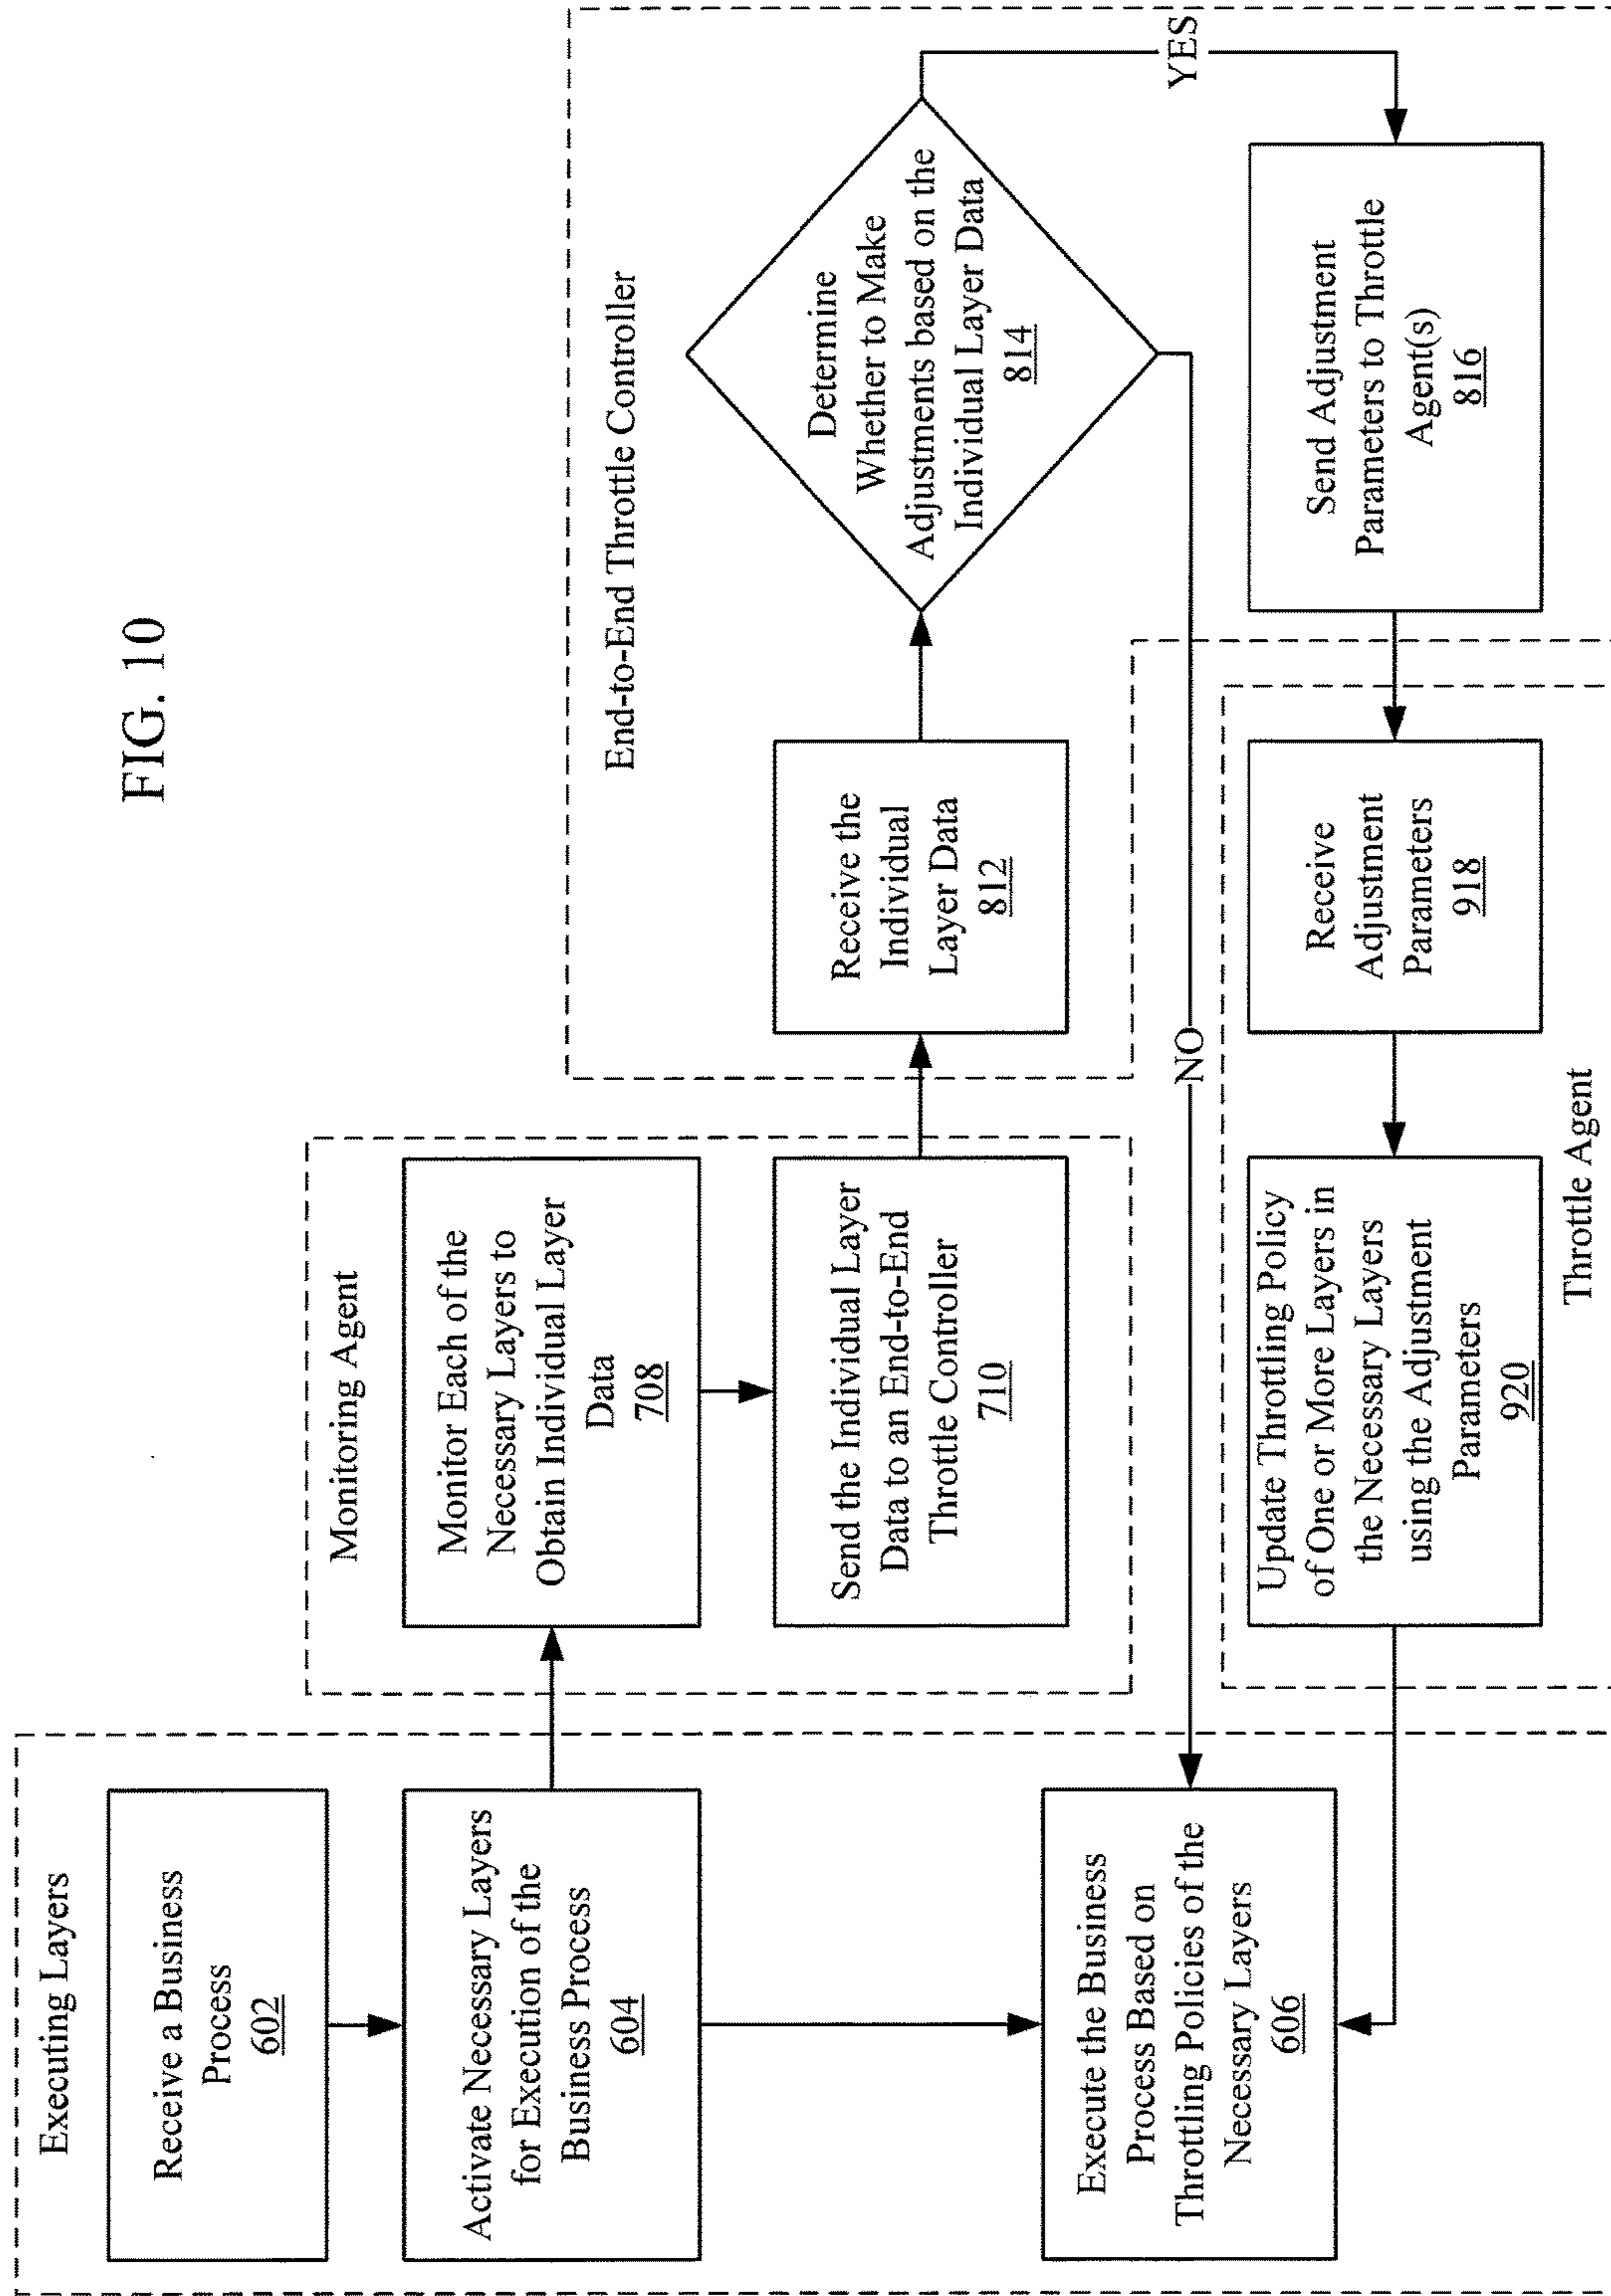 FIG. 10
Executing Layers
Receive a Business
Process
602
Activate Necessary Layers
for Execution of the
Business Process
604
Execute the Business
Process Based on
Throttling Policies of the
Necessary Layers
606
Monitoring Agent
Monitor Each of the
Necessary Layers to
Obtain Individual Layer
Data
708
Send the Individual Layer
Data to an End-to-End
Throttle Controller
710
End-to-End Throttle Controller
Receive the
Individual
Layer Data
812
Determine
Whether to Make
Adjustments based on the
Individual Layer Data
814
YES
NO
Send Adjustment
Parameters to Throttle
Agent(s)
816
Receive
Adjustment
Parameters
918
Update Throttling Policy
of One or More Layers in
the Necessary Layers
using the Adjustment
Parameters
920
Throttle Agent